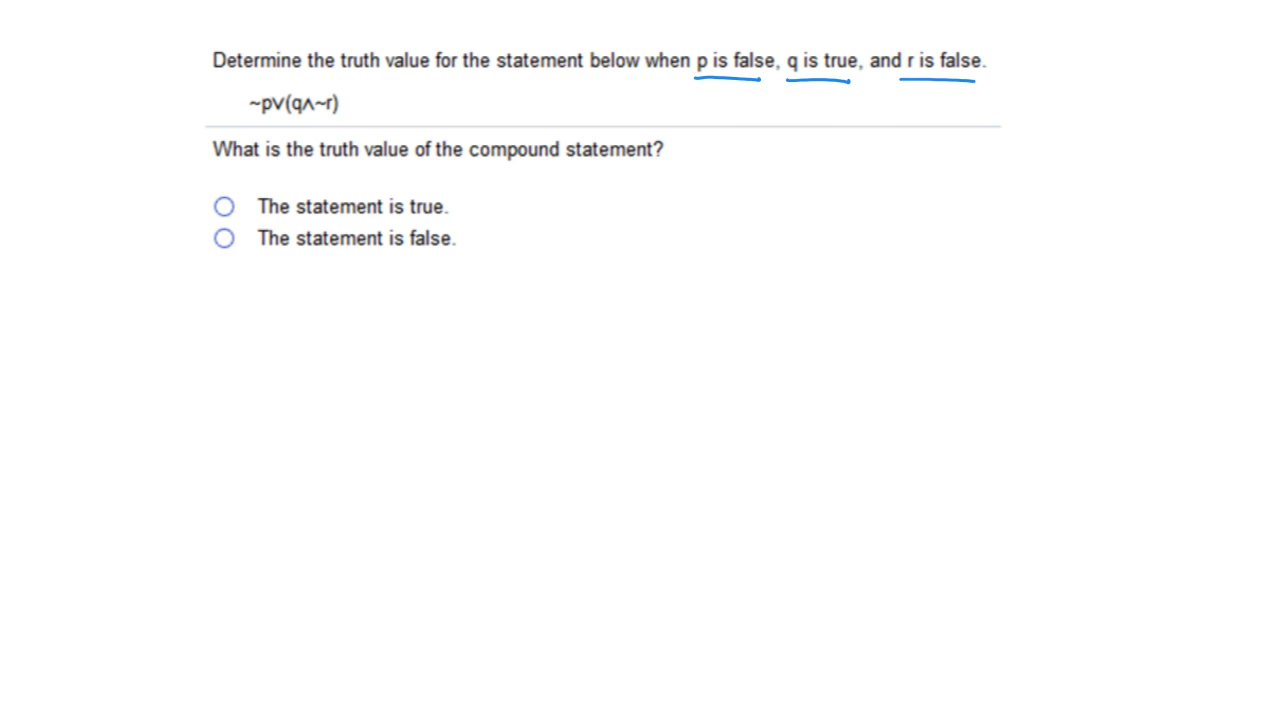 Determine the truth value for the statement below when p is false, q is true, and r is false.
~p∨(q∧~r)
What is the truth value of the compound statement?
The statement is true.
The statement is false.